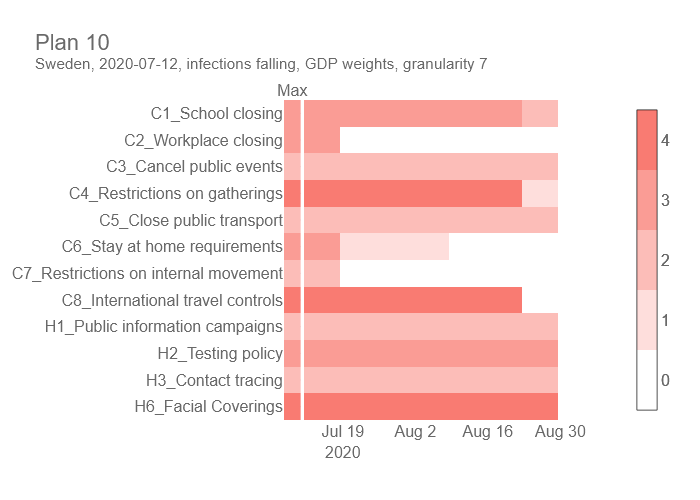 Plan 10
Sweden, 2020-07-12, infections falling, GDP weights, granularity 7
Max
C1_School closing
C2_Workplace closing
C3_Cancel public events
C4_Restrictions on gatherings
C5_Close public transport
C6_Stay at home requirements
C7_Restrictions on internal movement
C8_International travel controls
H1_Public information campaigns
H2_Testing policy
H3_Contact tracing
H6_Facial Coverings
Jul 19 Aug 2 Aug 16 Aug 30
2020
4
3
2
1
0